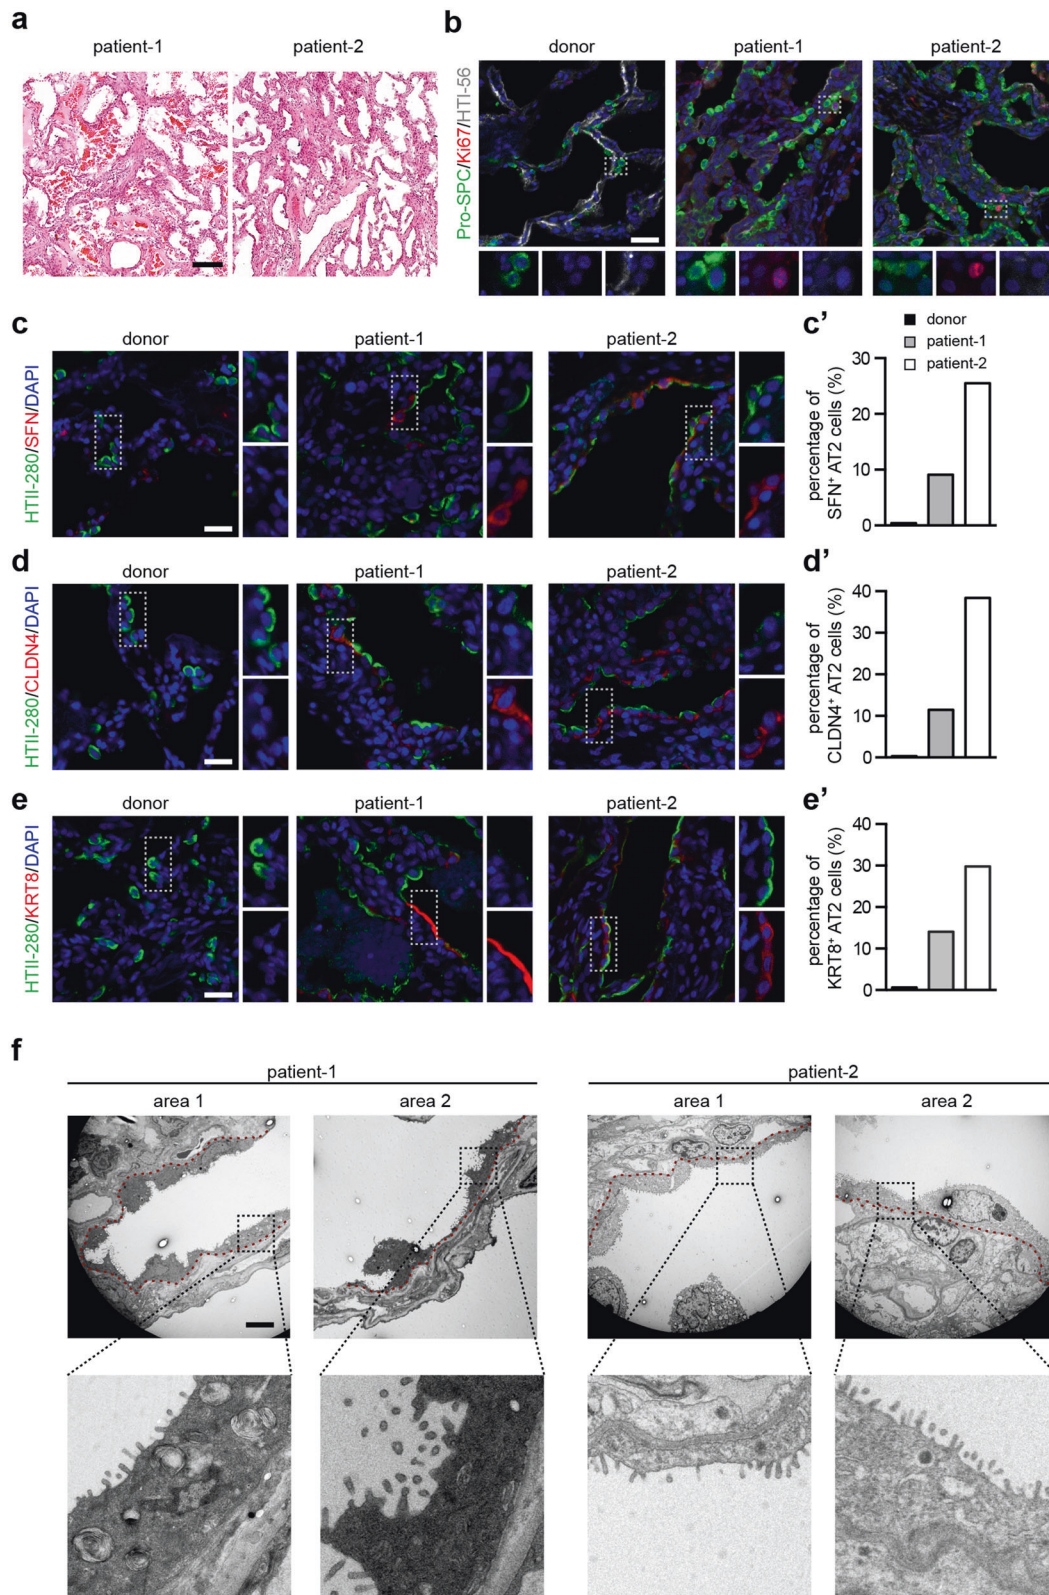 a
patient-1
patient-2
b
donor
patient-1
patient-2
Pro-SPC/Ki67/HTI-56
c
donor
patient-1
patient-2
HTII-280/SFN/DAPI
c'
donor
patient-1
patient-2
percentage of
SFN+ AT2 cells (%)
30
20
10
0
d
donor
patient-1
patient-2
HTII-280/CLDN4/DAPI
d'
percentage of
CLDN4+ AT2 cells (%)
40
30
20
10
0
e
donor
patient-1
patient-2
HTII-280/KRT8/DAPI
e'
percentage of
KRT8+ AT2 cells (%)
40
30
20
10
0
f
patient-1
patient-2
area 1
area 2
area 1
area 2